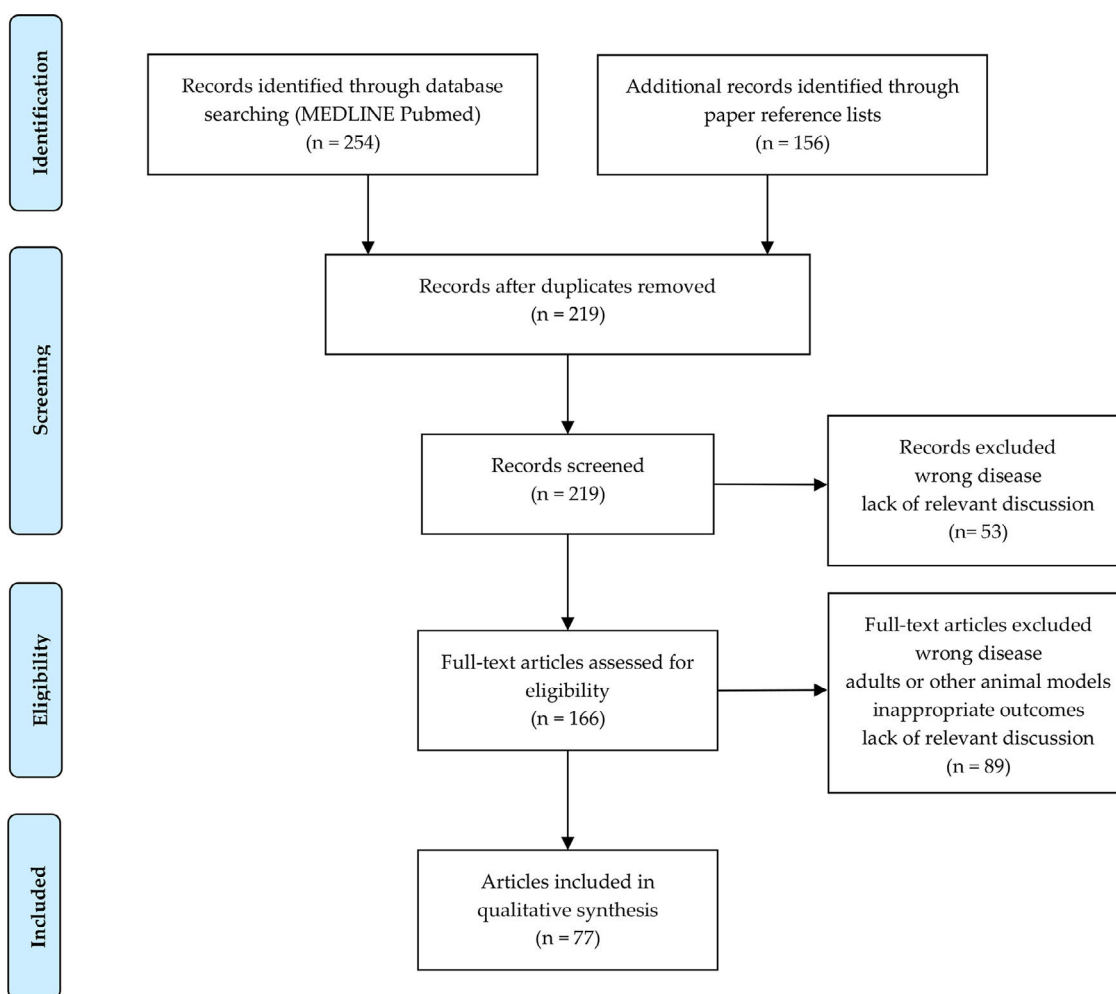 Identification
Records identified through database
searching (MEDLINE Pubmed)
(n = 254)
Additional records identified through
paper reference lists
(n = 156)
Screening
Records after duplicates removed
(n = 219)
Records screened
(n = 219)
Records excluded
wrong disease
lack of relevant discussion
(n= 53)
Eligibility
Full-text articles assessed for
eligibility
(n = 166)
Full-text articles excluded
wrong disease
adults or other animal models
inappropriate outcomes
lack of relevant discussion
(n = 89)
Included
Articles included in
qualitative synthesis
(n = 77)